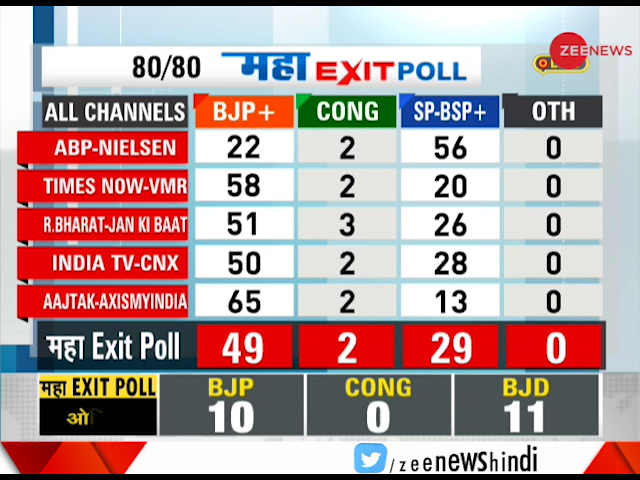 ZEE NEWS
80/80 महा EXIT POLL
ALL CHANNELS BJP+ CONG SP-BSP+ OTH
ABP-NIELSEN 22 2 56 0
TIMES NOW-VMR 58 2 20 0
R.BHARAT-JAN KI BAAT 51 3 26 0
INDIA TV-CNX 50 2 28 0
AAJTAK-AXISMYINDIA 65 2 13 0
महा Exit Poll 49 2 29 0
महा EXIT POLL BJP CONG BJD
10 0 11
/zeenewshindi